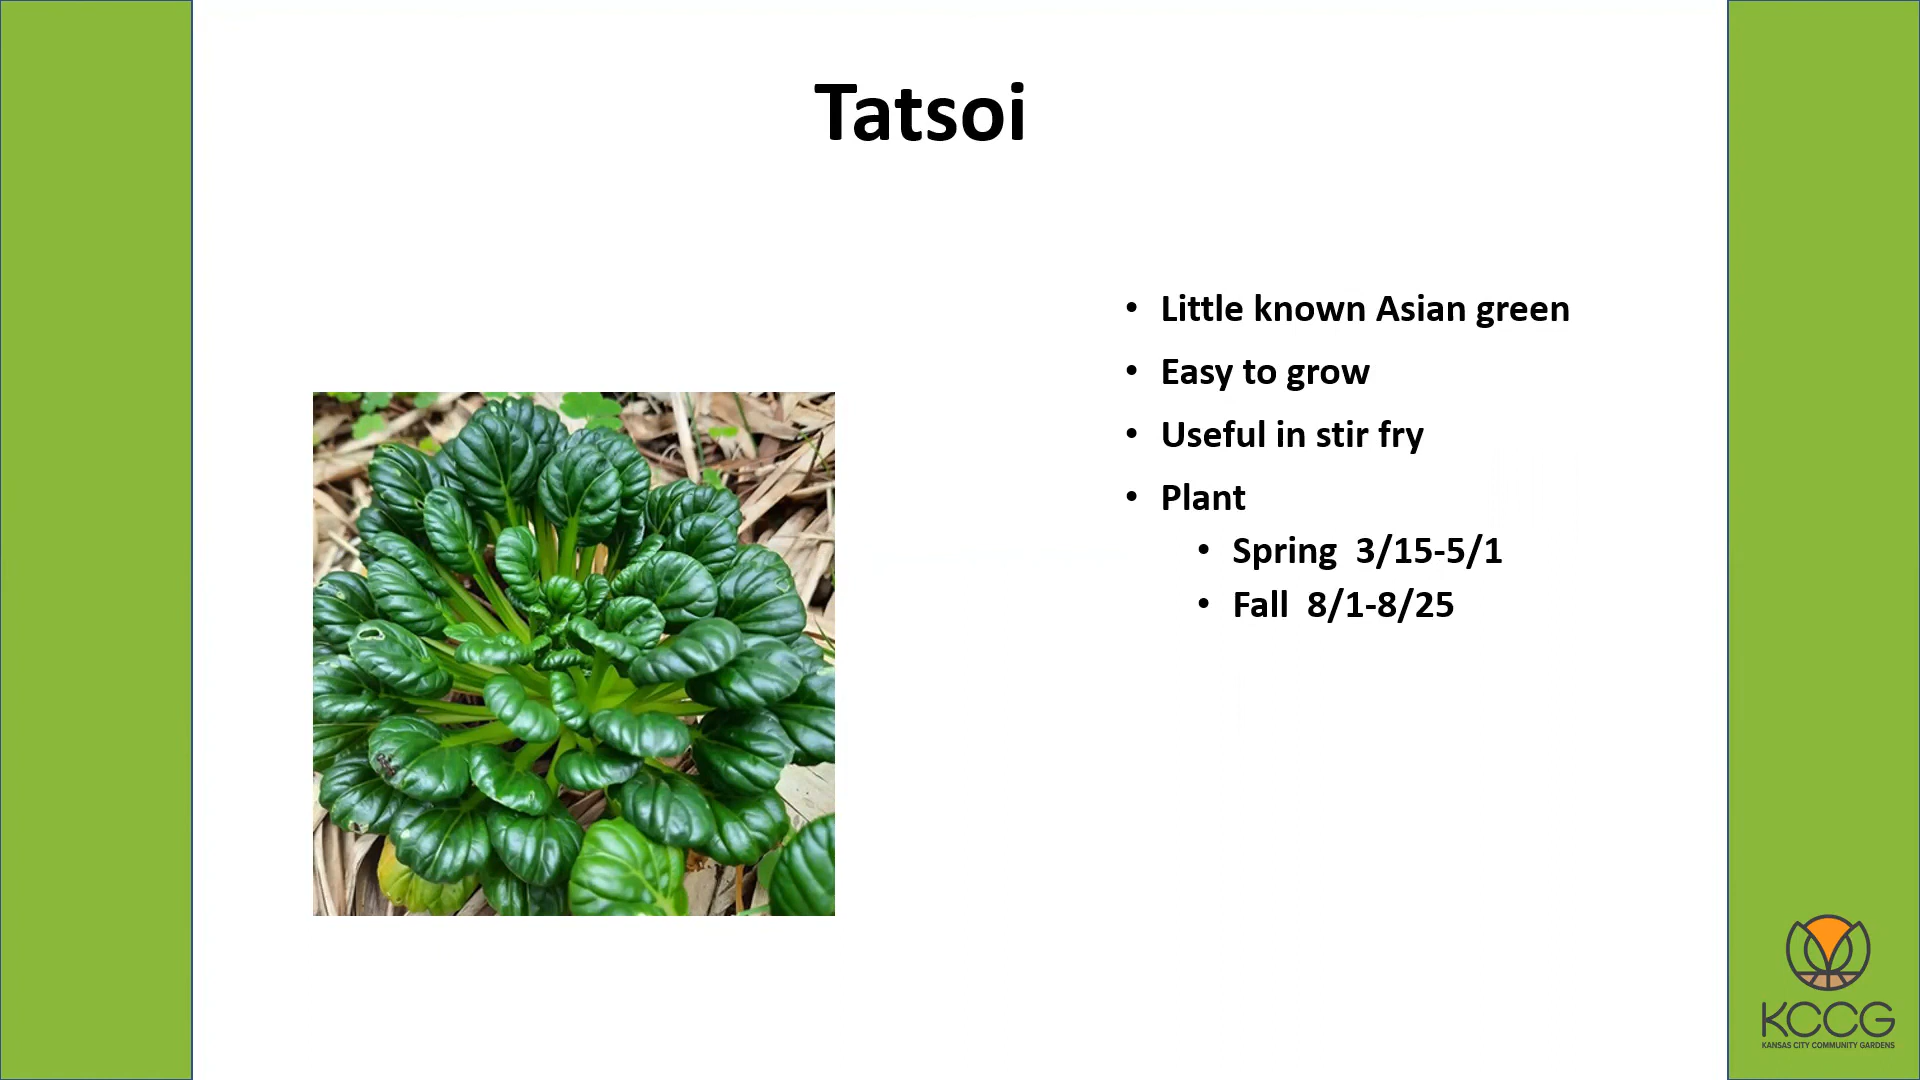 Tatsoi
• Little known Asian green
• Easy to grow
• Useful in stir fry
• Plant
• Spring  3/15-5/1
• Fall  8/1-8/25
KCCG
KANSAS CITY COMMUNITY GARDENS